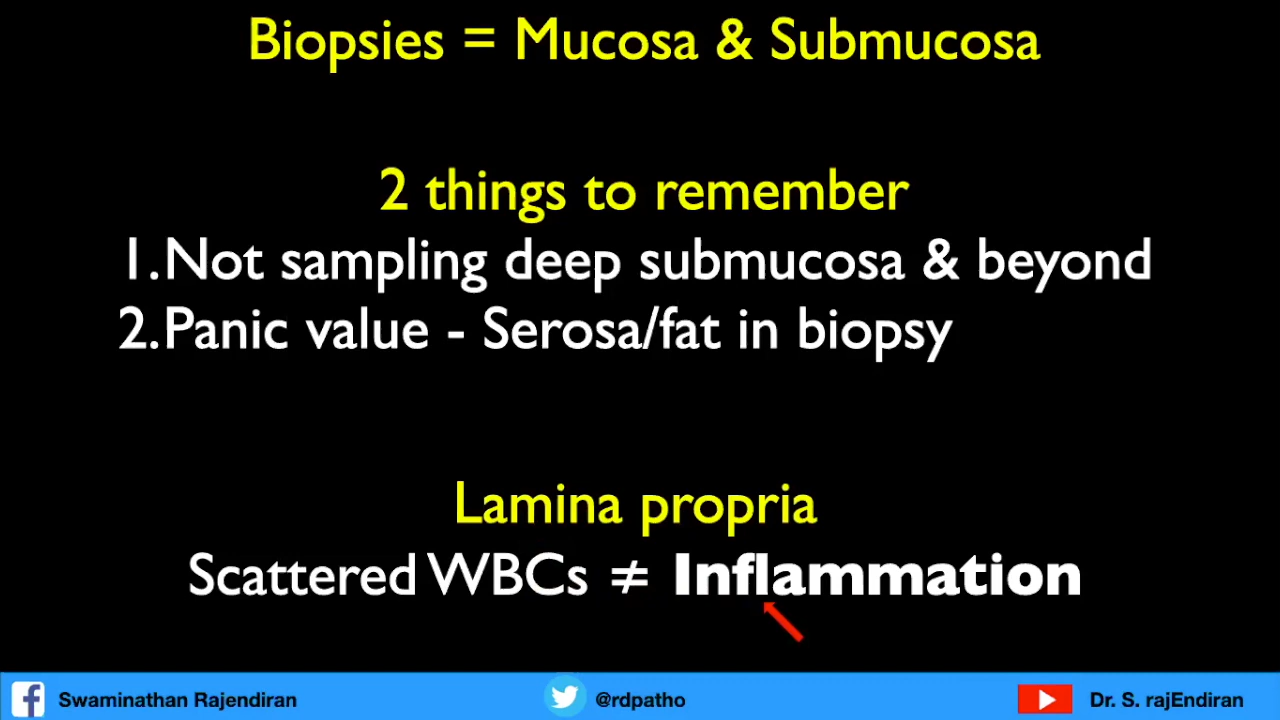 Biopsies = Mucosa & Submucosa
2 things to remember
1.Not sampling deep submucosa & beyond
2.Panic value - Serosa/fat in biopsy
Lamina propria
Scattered WBCs ≠ Inflammation
Swaminathan Rajendiran
@rdpatho
Dr. S. rajEndiran